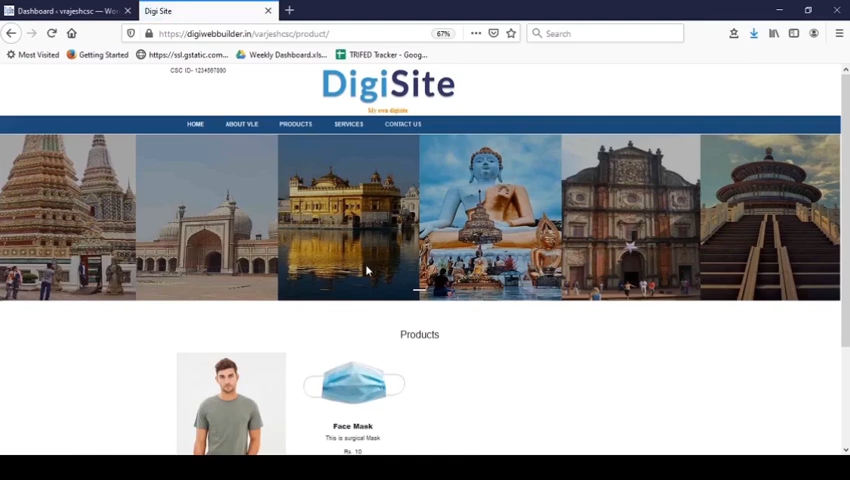 Dashboard - vrajeshcsc — Wor
Digi Site
https://digiwebbuilder.in/varjeshcsc/product/
67%
Search
Most Visited
Getting Started
https://ssl.gstatic.com...
Weekly Dashboard.xls...
TRIFED Tracker - Goog...
CSC ID- 1234567890
DigiSite
My own digisite
HOME
ABOUT VLE
PRODUCTS
SERVICES
CONTACT US
Products
Face Mask
This is surgical Mask
Rs. 10